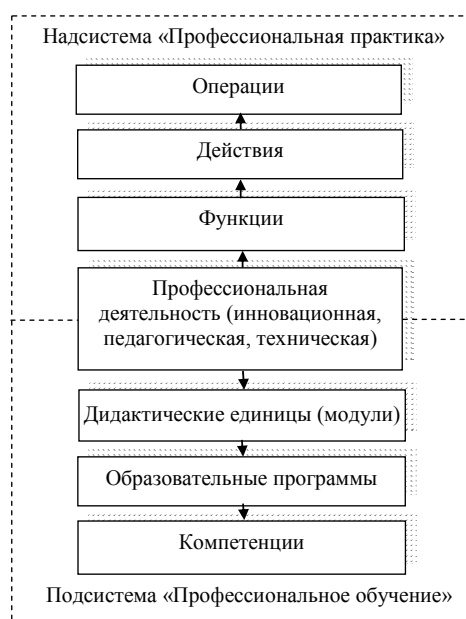 Надсистема «Профессиональная практика»
Операции
Действия
Функции
Профессиональная
деятельность (инновационная,
педагогическая, техническая)
Дидактические единицы (модули)
Образовательные программы
Компетенции
Подсистема «Профессиональное обучение»